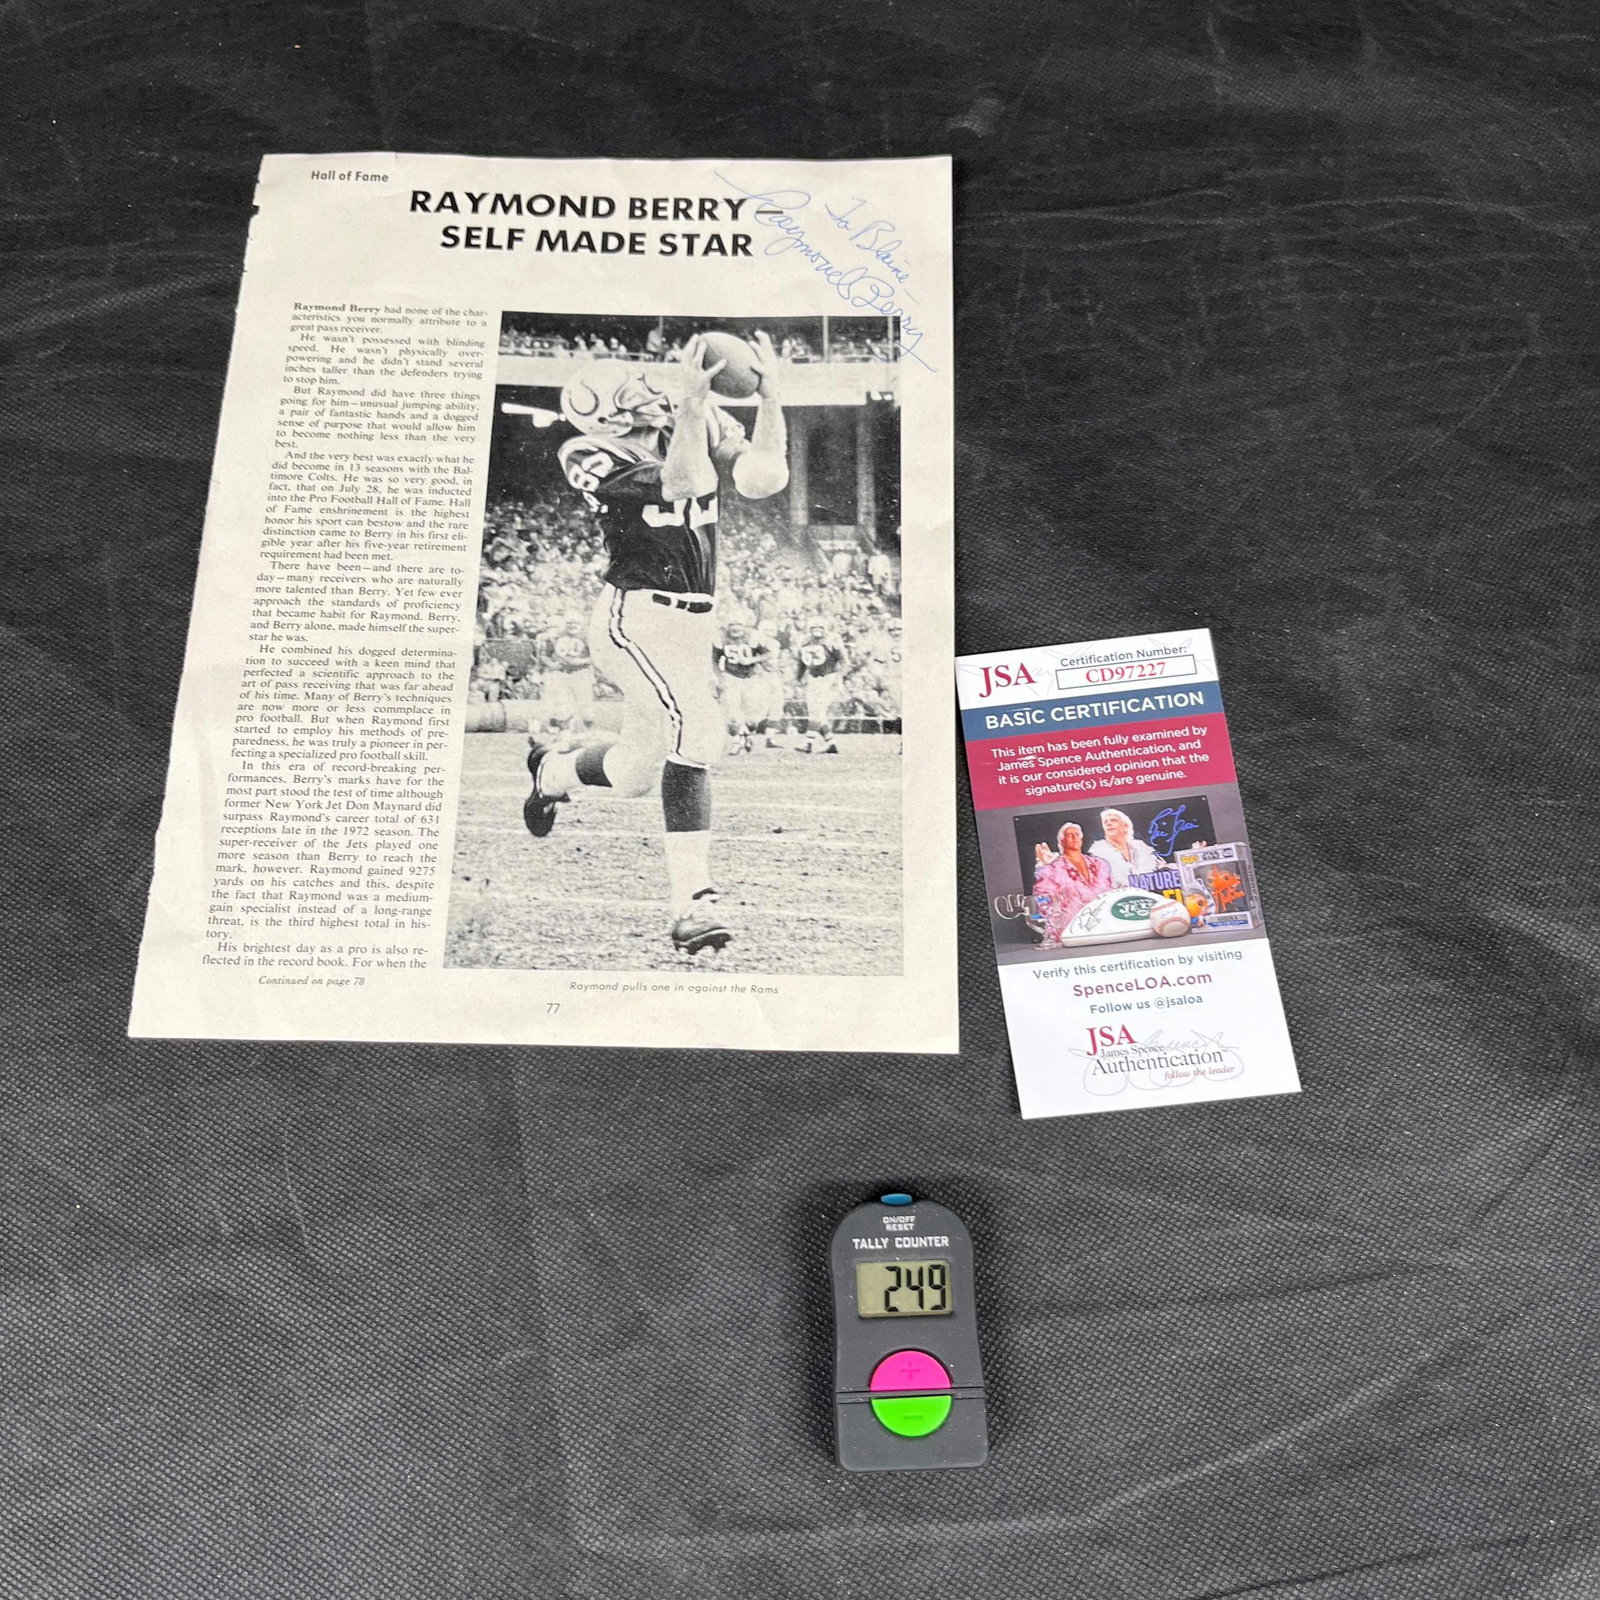 Hall of Fame
RAYMOND BERRY—
SELF MADE STAR
To Blaine—
Raymond Berry
Raymond Berry had none of the char-
acteristics you normally attribute to a
great pass receiver.
He wasn't possessed with blinding
speed. He wasn't physically over-
powering and he didn't stand several
inches taller than the defenders trying
to stop him.
But Raymond did have three things
going for him—unusual jumping ability,
a pair of fantastic hands and a dogged
sense of purpose that would allow him
to become nothing less than the very
best.
And the very best was exactly what he
did become in 13 seasons with the Bal-
timore Colts. He was so very good, in
fact, that on July 28, he was inducted
into the Pro Football Hall of Fame. Hall
of Fame enshrinement is the highest
honor his sport can bestow and the rare
distinction came to Berry in his first eli-
gible year after his five-year retirement
requirement had been met.
There have been—and there are to-
day—many receivers who are naturally
more talented than Berry. Yet few ever
approach the standards of proficiency
that became habit for Raymond. Berry,
and Berry alone, made himself the super-
star he was.
He combined his dogged determina-
tion to succeed with a keen mind that
perfected a scientific approach to the
art of pass receiving that was far ahead
of his time. Many of Berry's techniques
are now more or less commplace in
pro football. But when Raymond first
started to employ his methods of pre-
paredness, he was truly a pioneer in per-
fecting a specialized pro football skill.
In this era of record-breaking per-
formances, Berry's marks have for the
most part stood the test of time although
former New York Jet Don Maynard did
surpass Raymond's career total of 631
receptions late in the 1972 season. The
super-receiver of the Jets played one
more season than Berry to reach the
mark, however. Raymond gained 9275
yards on his catches and this, despite
the fact that Raymond was a medium-
gain specialist instead of a long-range
threat, is the third highest total in his-
tory.
His brightest day as a pro is also re-
flected in the record book. For when the
Continued on page 78
50
63
Raymond pulls one in against the Rams
77
JSA
Certification Number:
CD97227
BASIC CERTIFICATION
This item has been fully examined by
James Spence Authentication, and
it is our considered opinion that the
signature(s) is/are genuine.
NATURE
JETS
Verify this certification by visiting
SpenceLOA.com
Follow us @jsaloa
JSA
James Spence
Authentication
follow the leader
ON/OFF
RESET
TALLY COUNTER
249
+
−